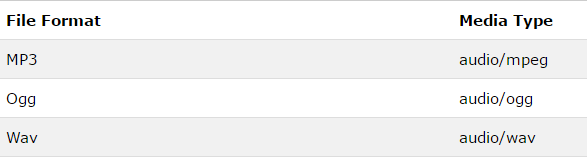 File Format Media Type
MP3 audio/mpeg
Ogg audio/ogg
Wav audio/wav